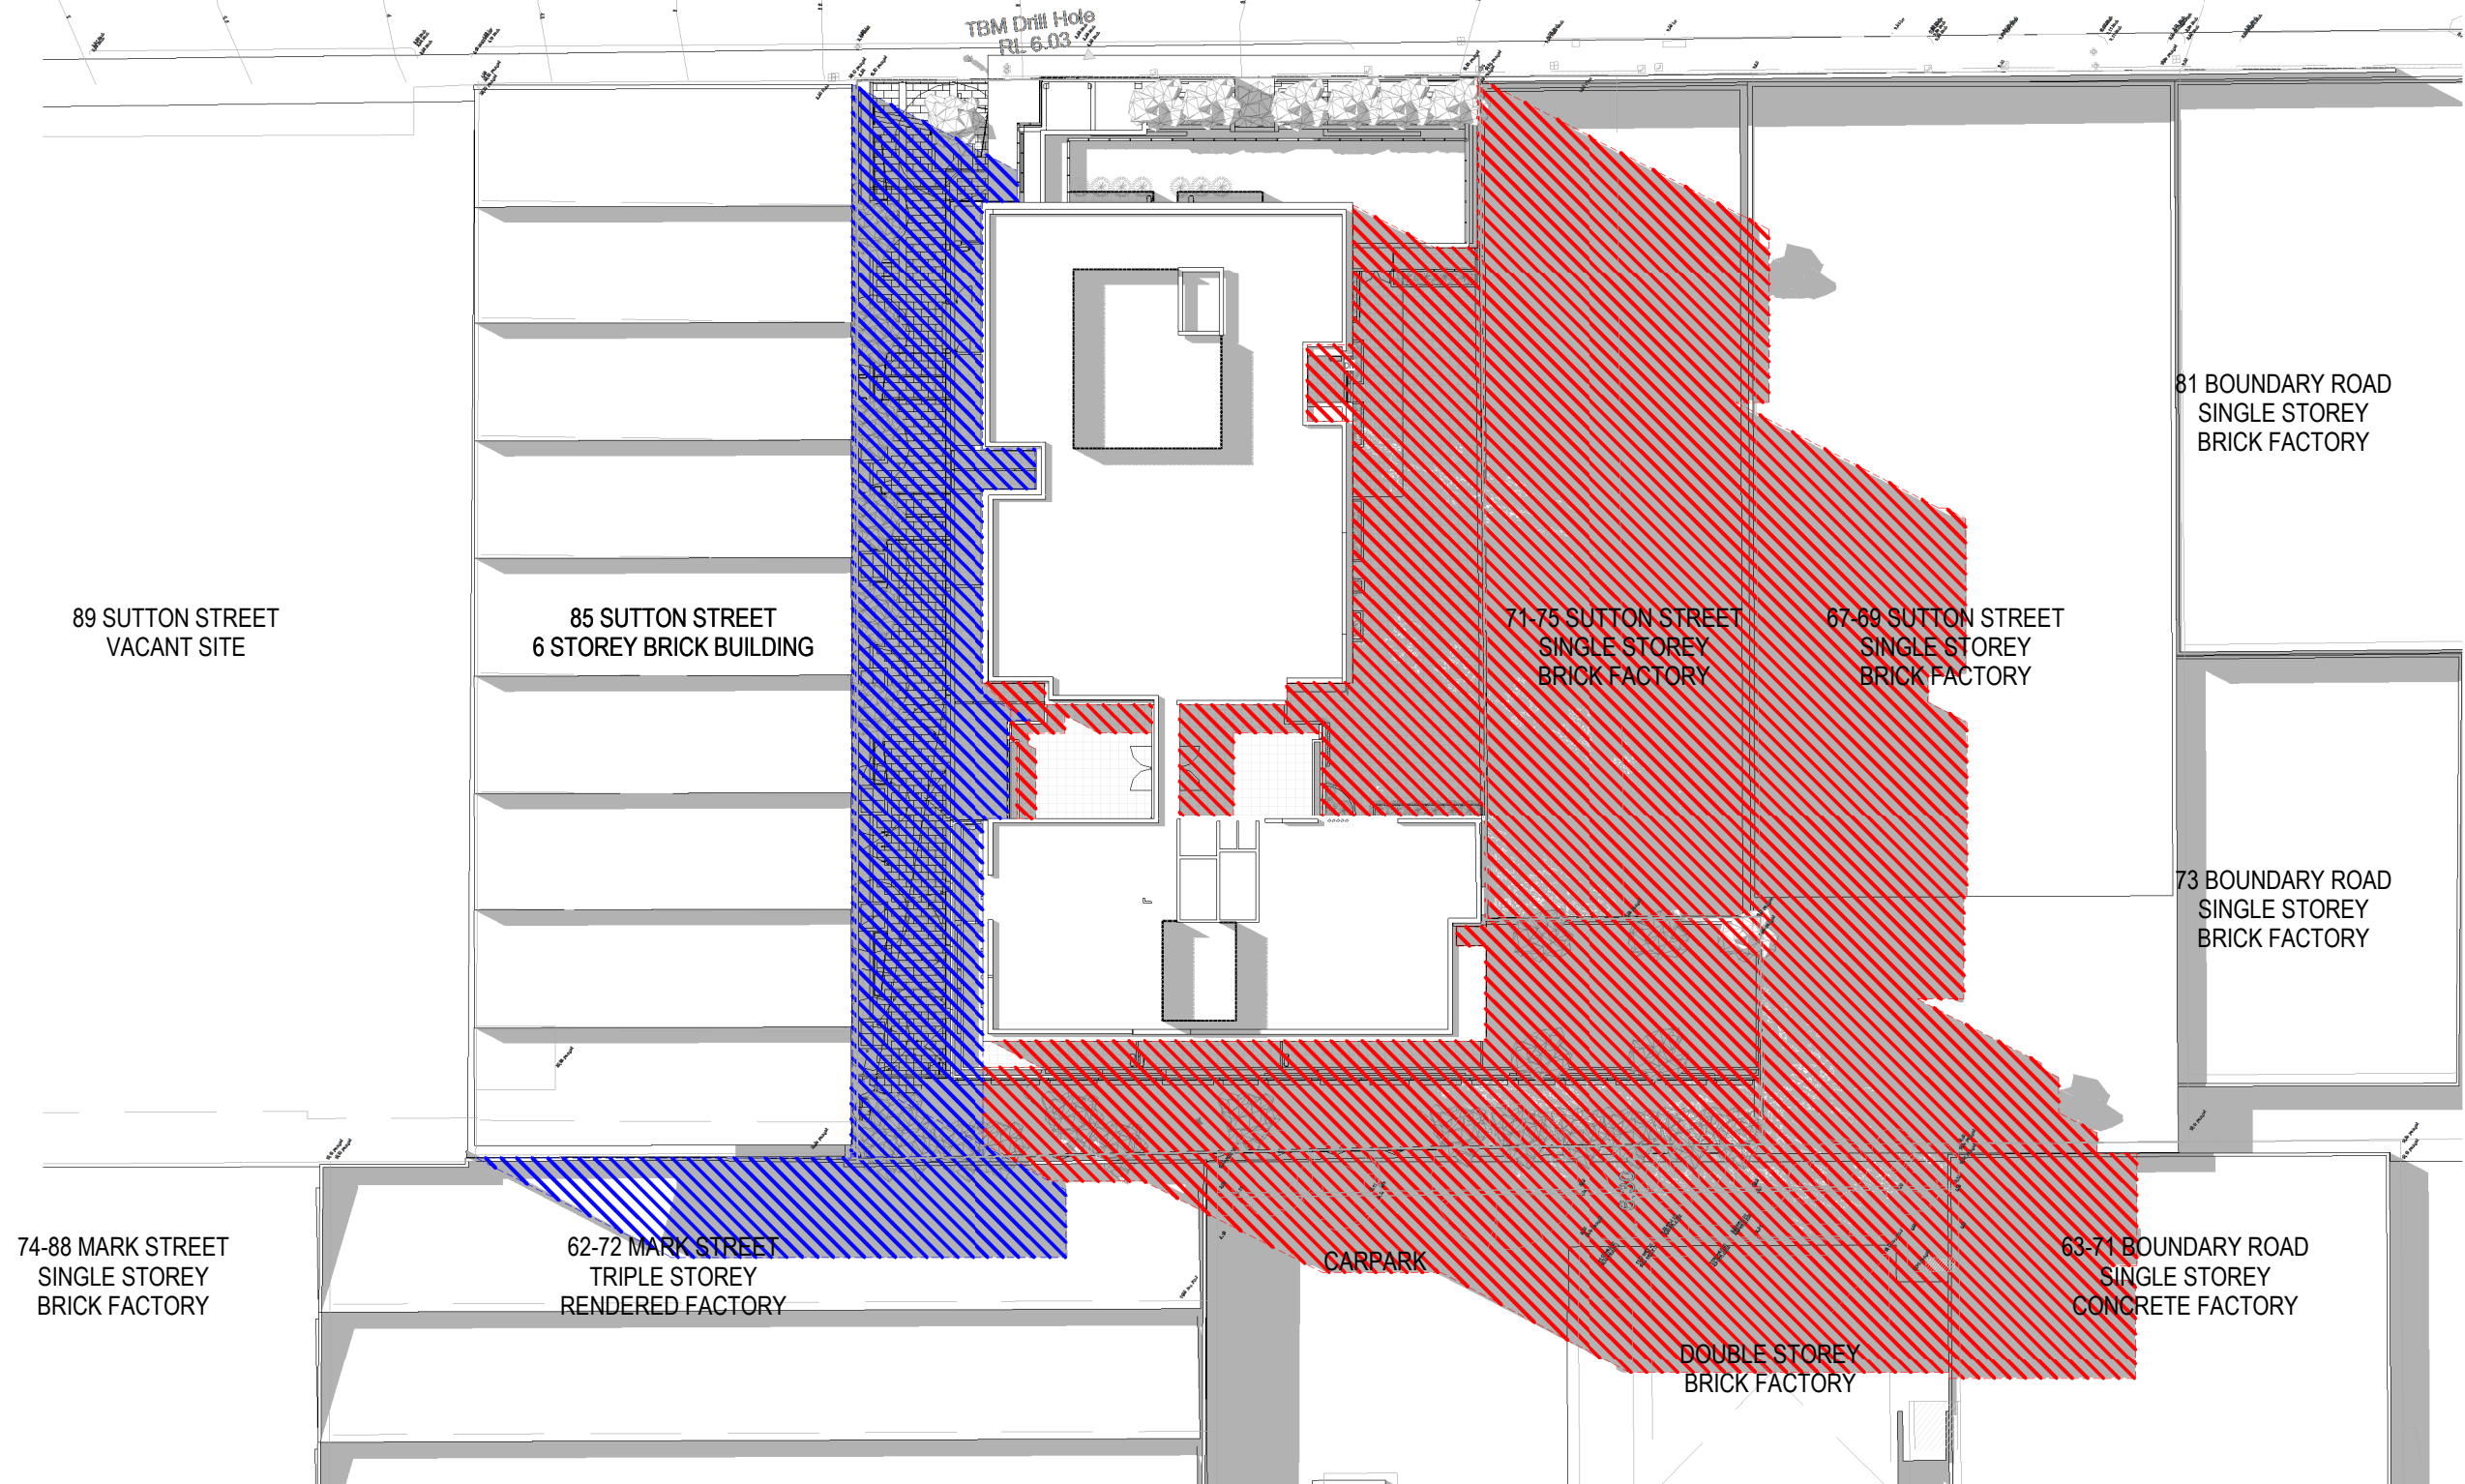 TBM Drill Hole
RL 6.03
81 BOUNDARY ROAD
SINGLE STOREY
BRICK FACTORY
89 SUTTON STREET
VACANT SITE
85 SUTTON STREET
6 STOREY BRICK BUILDING
71-75 SUTTON STREET
SINGLE STOREY
BRICK FACTORY
67-69 SUTTON STREET
SINGLE STOREY
BRICK FACTORY
73 BOUNDARY ROAD
SINGLE STOREY
BRICK FACTORY
74-88 MARK STREET
SINGLE STOREY
BRICK FACTORY
62-72 MARK STREET
TRIPLE STOREY
RENDERED FACTORY
CARPARK
63-71 BOUNDARY ROAD
SINGLE STOREY
CONCRETE FACTORY
DOUBLE STOREY
BRICK FACTORY